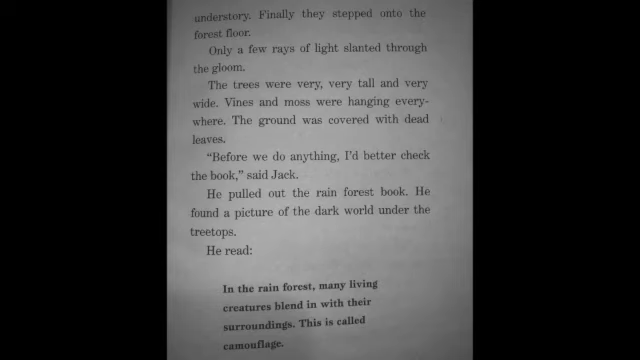 understory. Finally they stepped onto the
forest floor.
Only a few rays of light slanted through
the gloom.
The trees were very, very tall and very
wide. Vines and moss were hanging every-
where. The ground was covered with dead
leaves.
“Before we do anything, I’d better check
the book,” said Jack.
He pulled out the rain forest book. He
found a picture of the dark world under the
treetops.
He read:
In the rain forest, many living
creatures blend in with their
surroundings. This is called
camouflage.